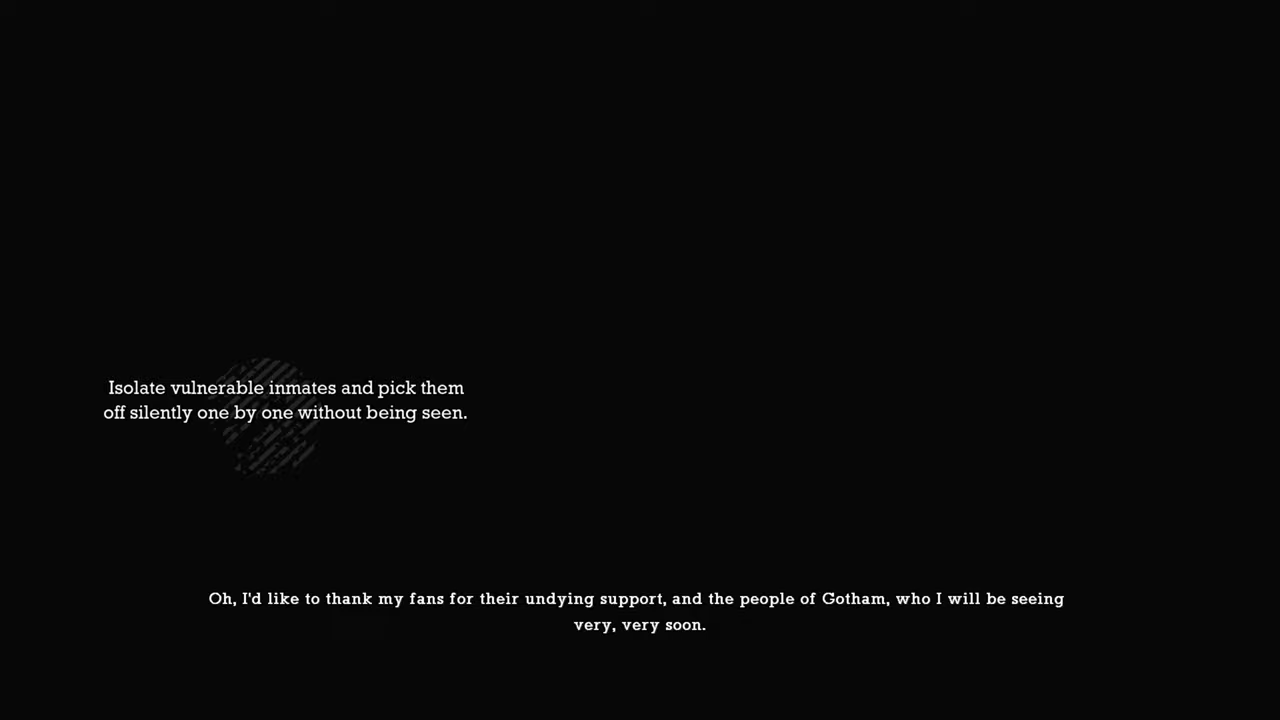 Isolate vulnerable inmates and pick them
off silently one by one without being seen.
Oh, I'd like to thank my fans for their undying support, and the people of Gotham, who I will be seeing
very, very soon.